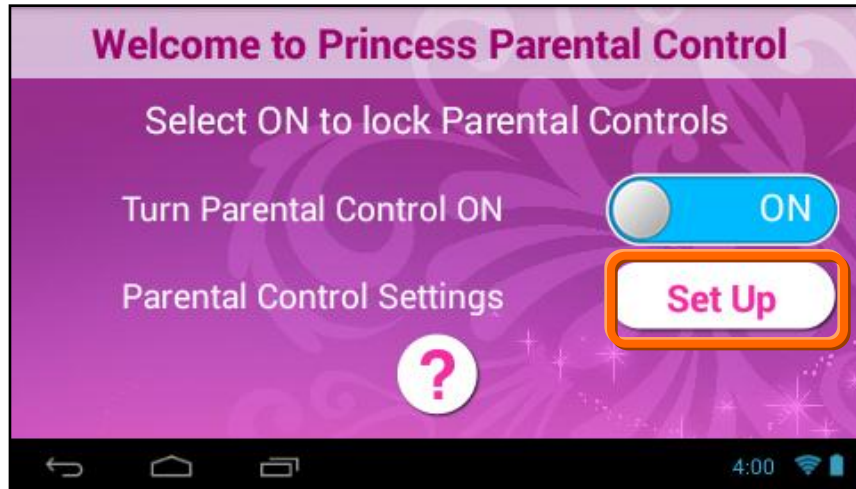 Welcome to Princess Parental Control
Select ON to lock Parental Controls
Turn Parental Control ON
ON
Parental Control Settings
Set Up
?
4:00